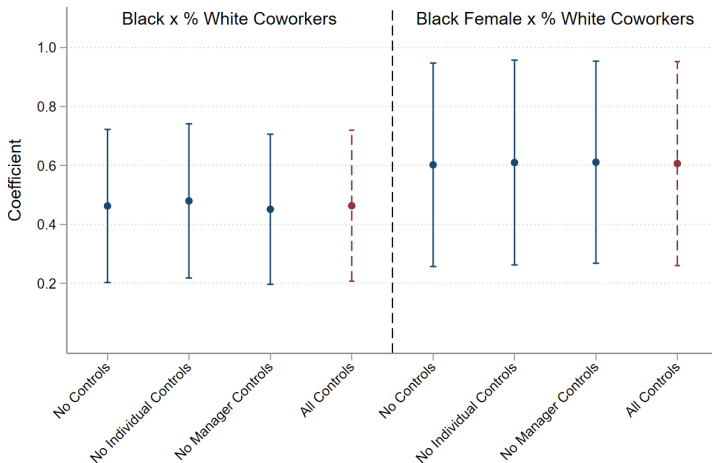 Black x % White Coworkers
Black Female x % White Coworkers
Coefficient
1.0
0.8
0.6
0.4
0.2
No Controls
No Individual Controls
No Manager Controls
All Controls
No Controls
No Individual Controls
No Manager Controls
All Controls